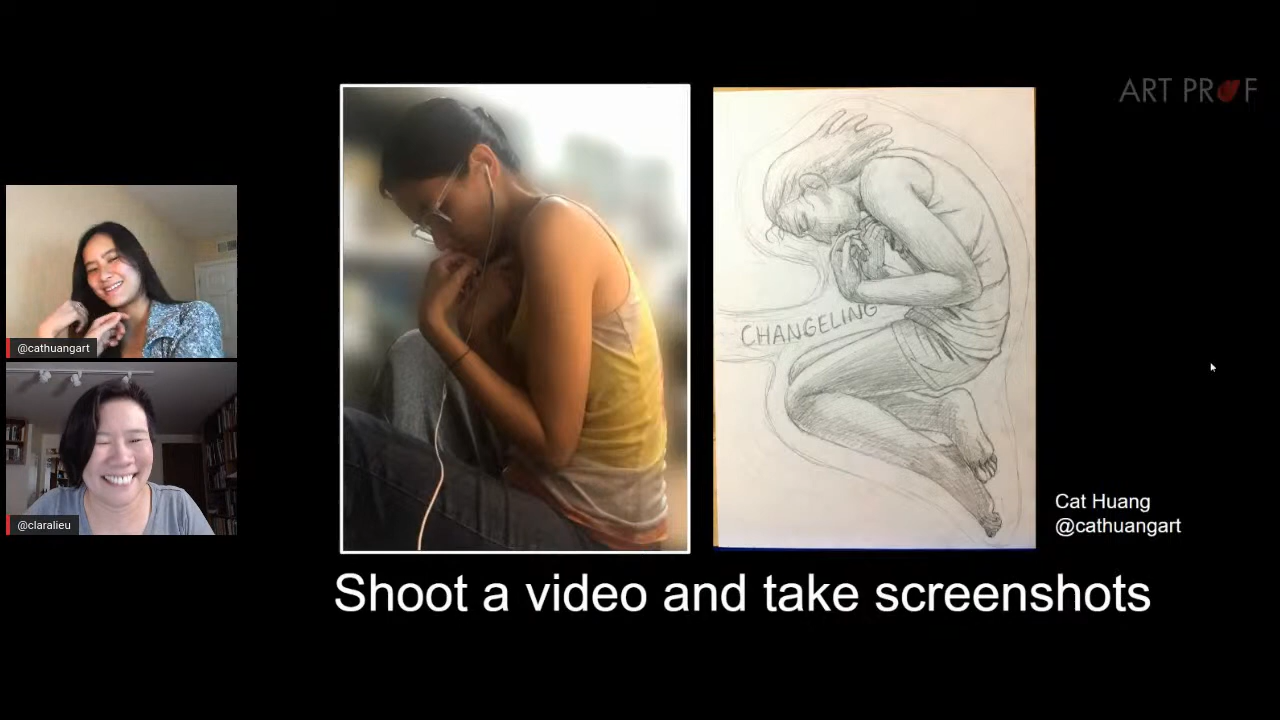 ART PROF
CHANGELING
@cathuangart
@claralieu
Cat Huang
@cathuangart
Shoot a video and take screenshots